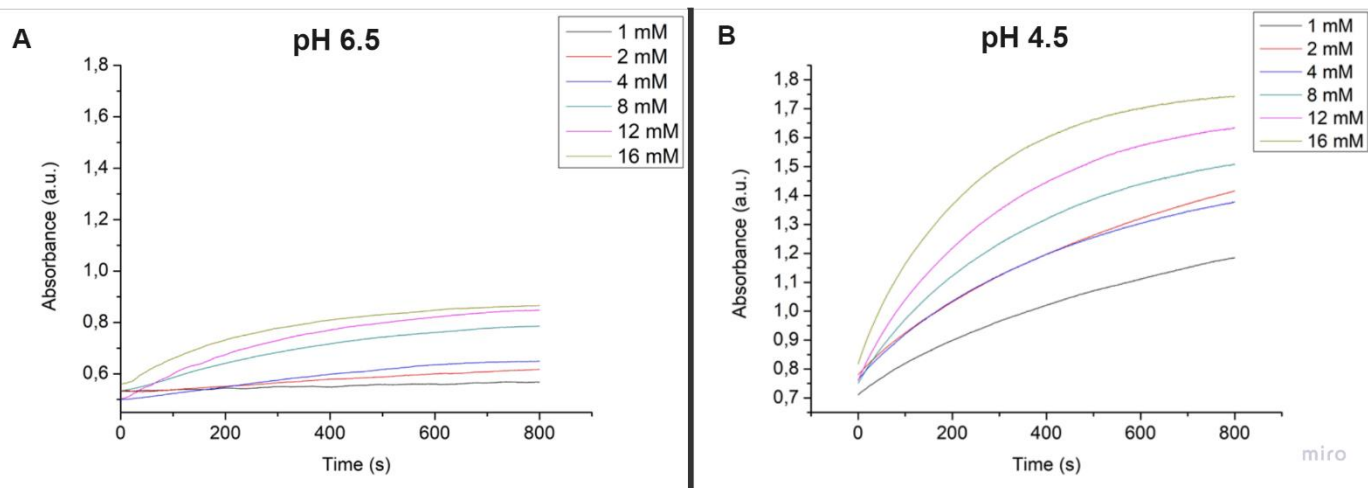 A
pH 6.5
1 mM
2 mM
4 mM
8 mM
12 mM
16 mM
1,8
1,6
1,4
1,2
1,0
0,8
0,6
Absorbance (a.u.)
0
200
400
600
800
Time (s)
B
pH 4.5
1 mM
2 mM
4 mM
8 mM
12 mM
16 mM
1,8
1,7
1,6
1,5
1,4
1,3
1,2
1,1
1,0
0,9
0,8
0,7
Absorbance (a.u.)
0
200
400
600
800
Time (s)
miro